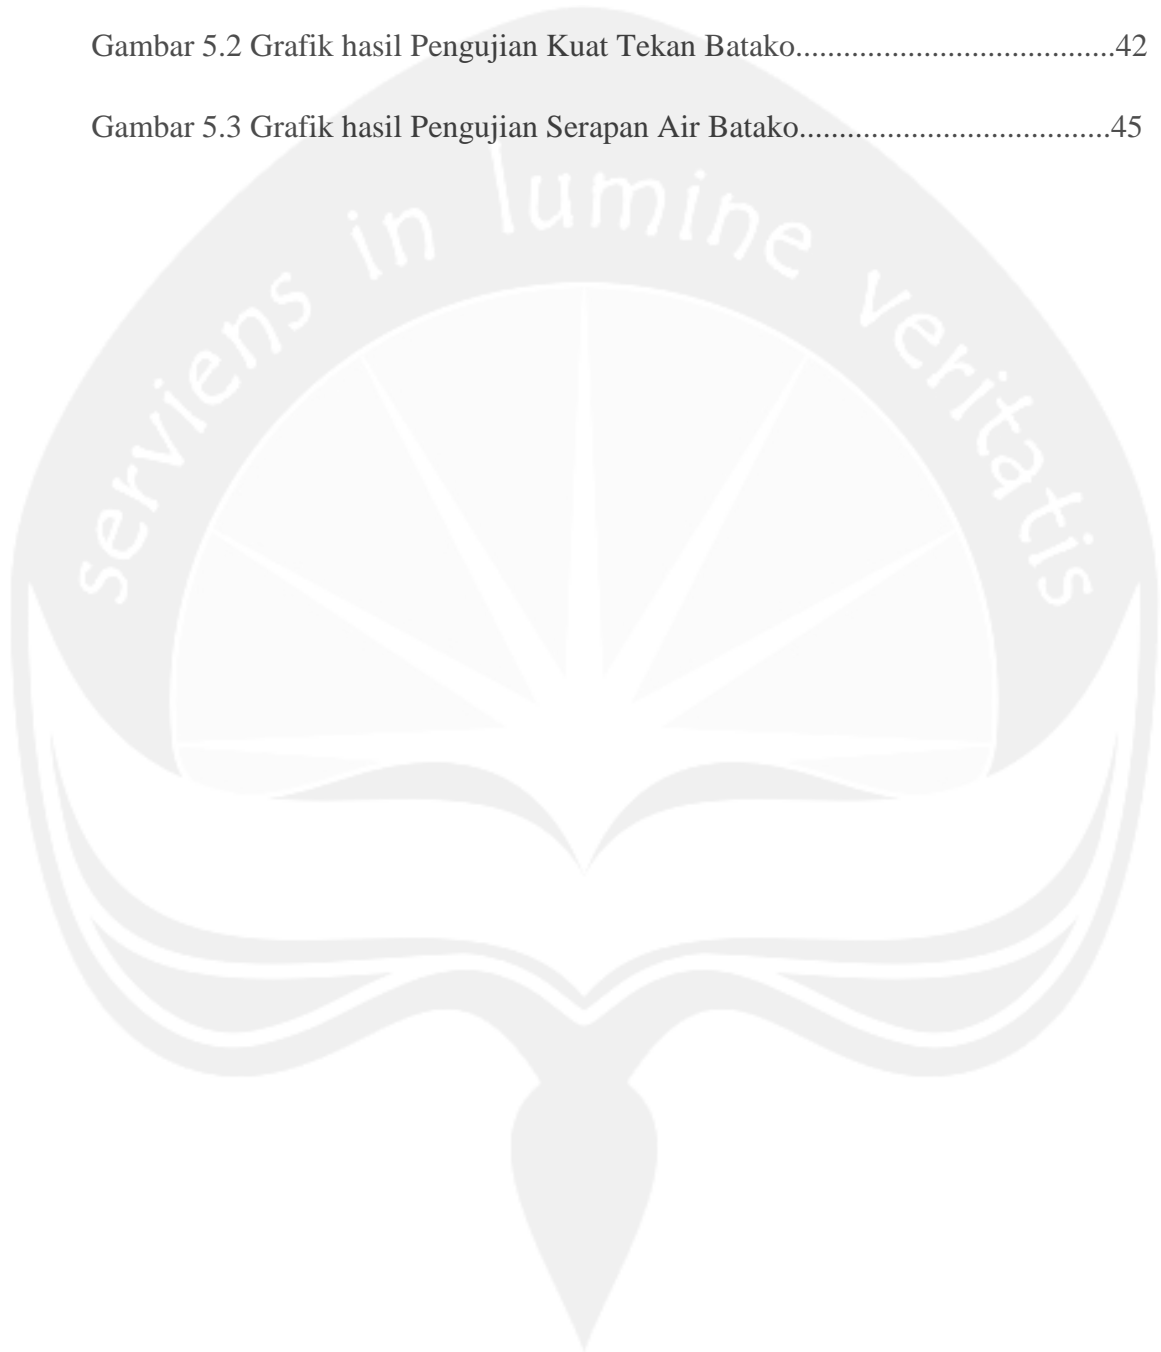 Gambar 5.2 Grafik hasil Pengujian Kuat Tekan Batako....................................42
Gambar 5.3 Grafik hasil Pengujian Serapan Air Batako...................................45
serviens in lumine veritatis